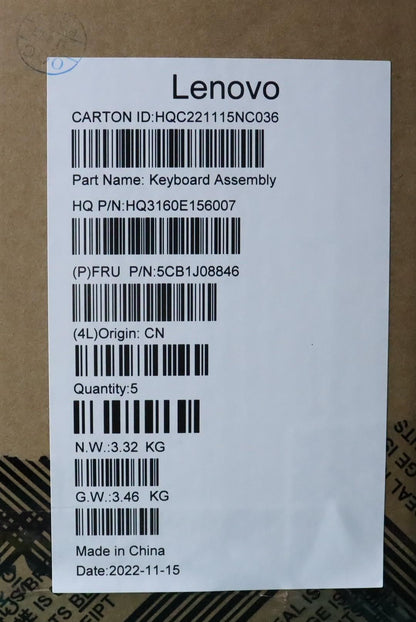 Lenovo
CARTON ID:HQC221115NC036
Part Name: Keyboard Assembly
HQ P/N:HQ3160E156007
(P)FRU P/N:5CB1J08846
(4L)Origin: CN
Quantity:5
N.W.:3.32 KG
G.W.:3.46 KG
Made in China
Date:2022-11-15